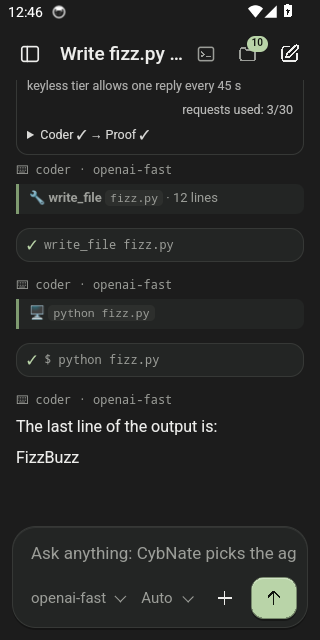 12:46
Write fizz.py ...
10
keyless tier allows one reply every 45 s
requests used: 3/30
▶ Coder ✓ → Proof ✓
coder · openai-fast
write_file fizz.py · 12 lines
✓ write_file fizz.py
coder · openai-fast
python fizz.py
✓ $ python fizz.py
coder · openai-fast
The last line of the output is:
FizzBuzz
Ask anything: CybNate picks the ag
openai-fast Auto